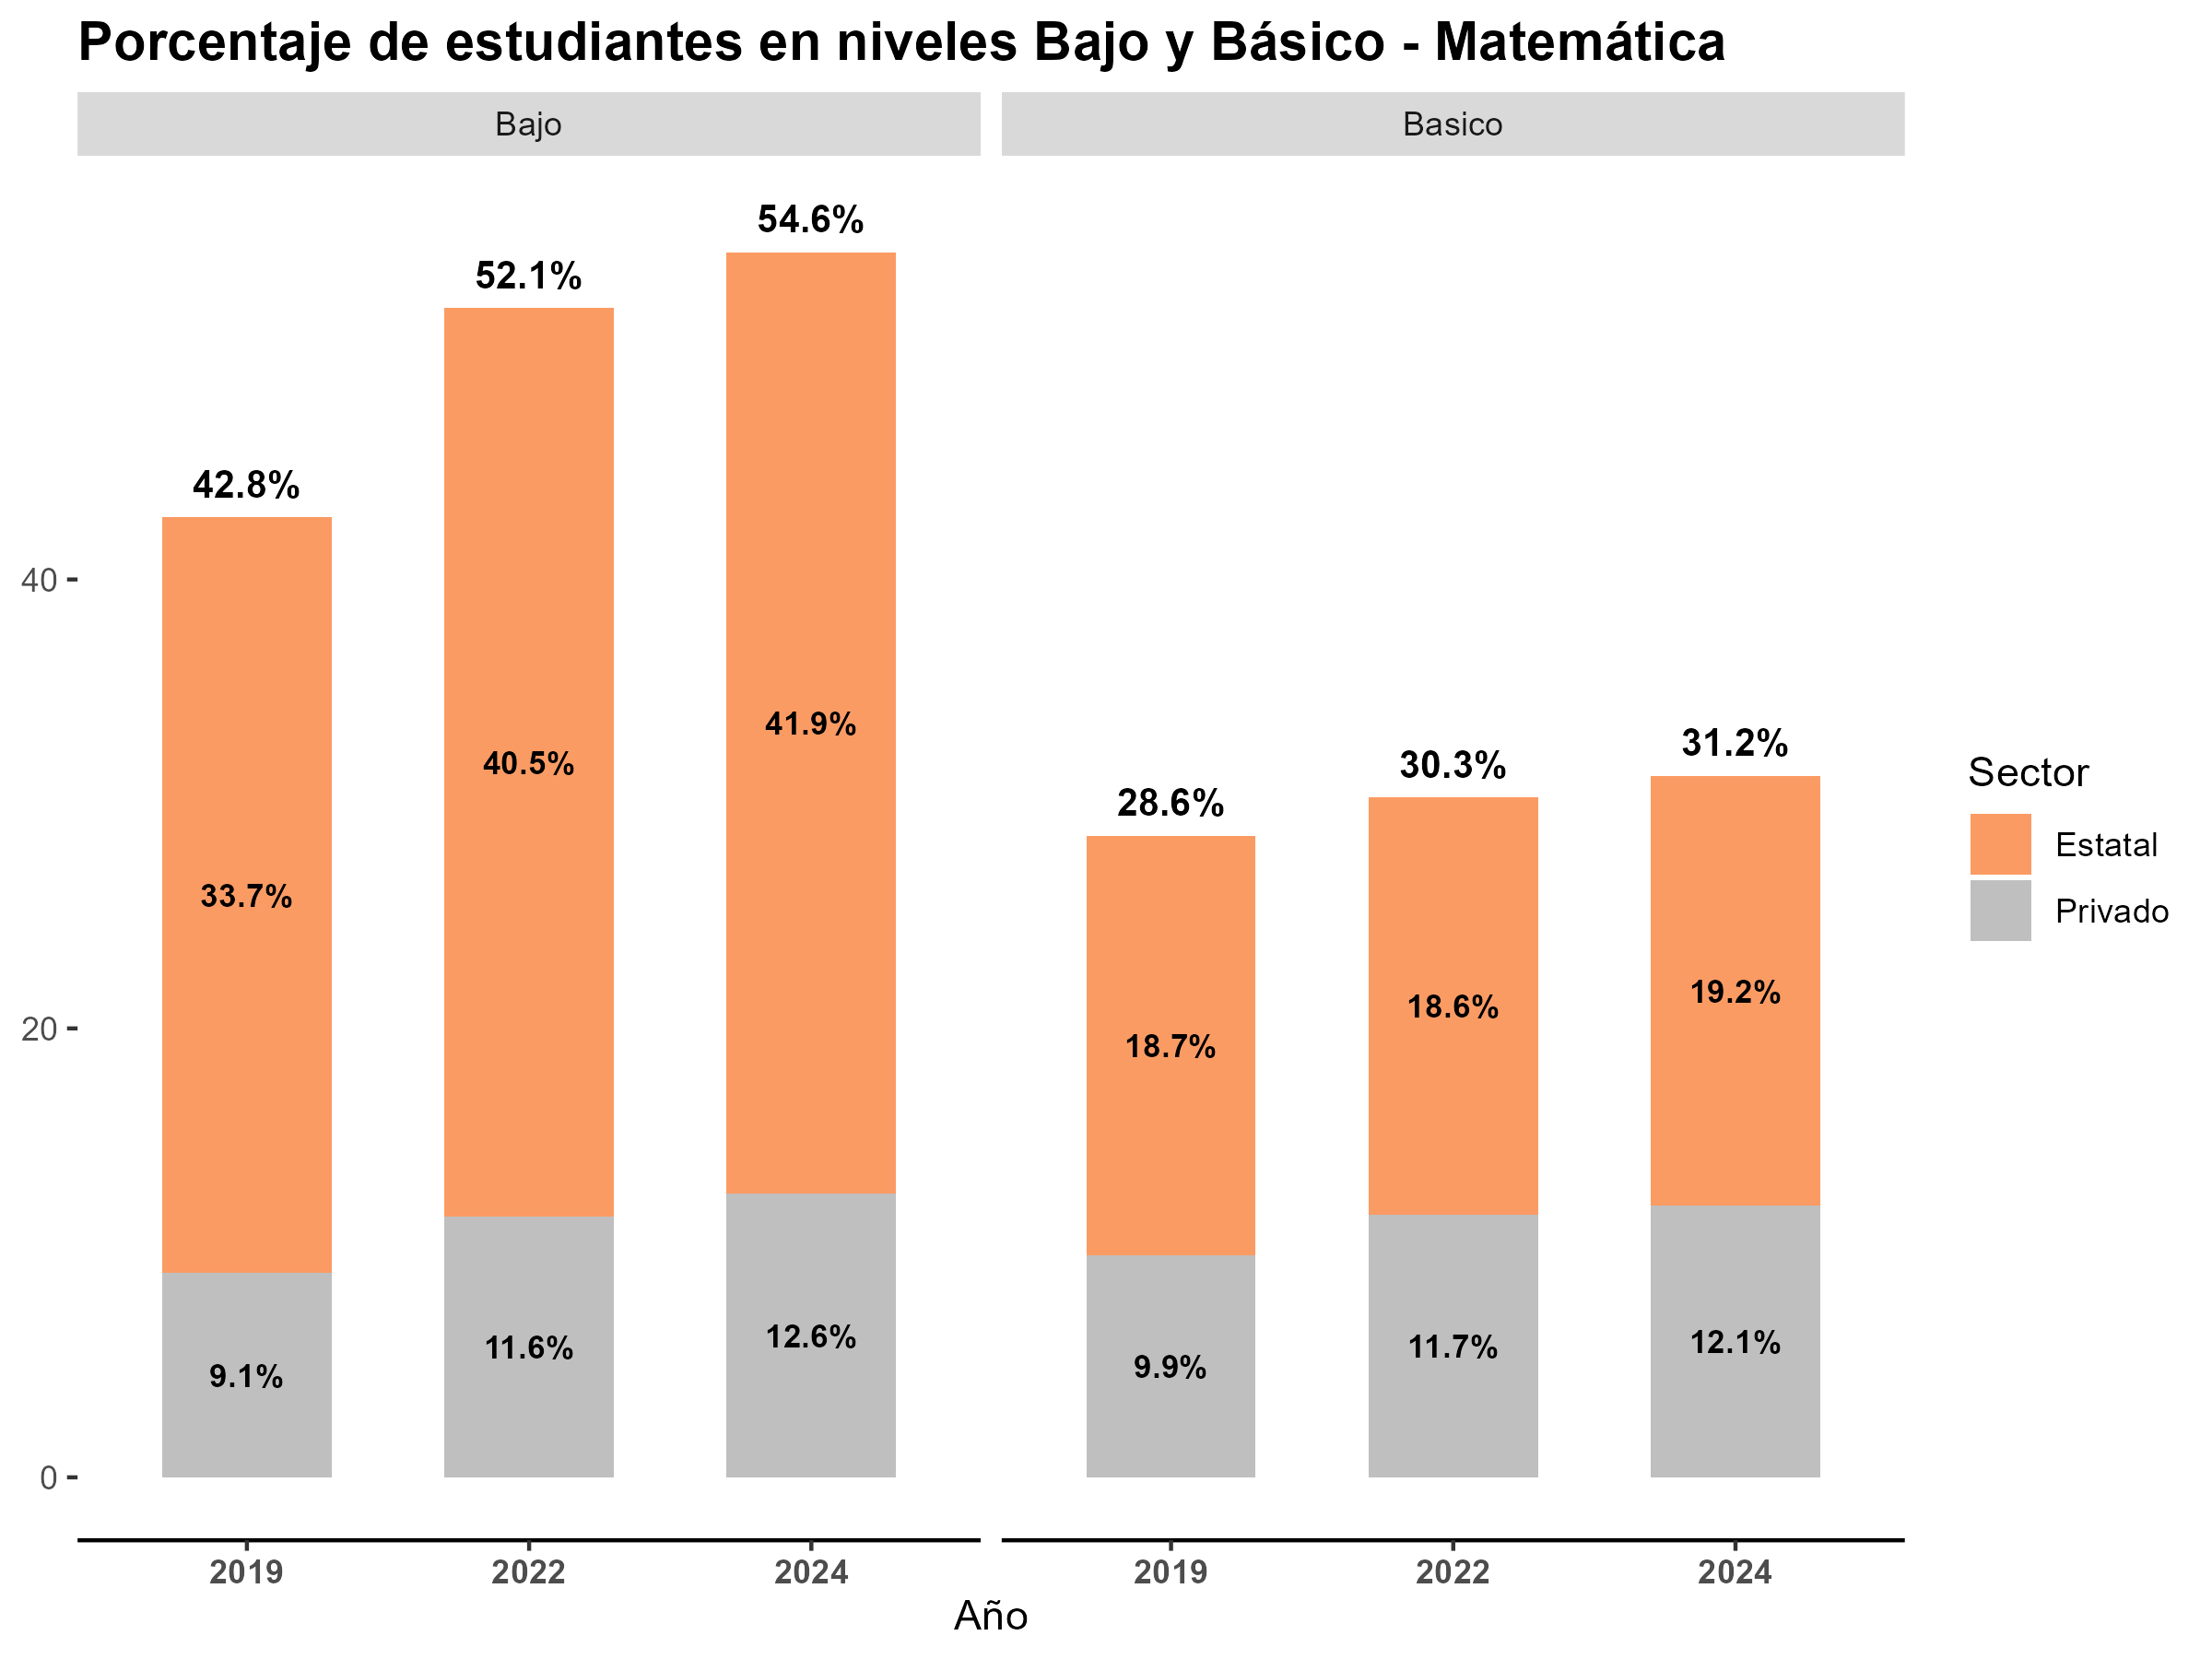 Porcentaje de estudiantes en niveles Bajo y Básico - Matemática
Bajo
Basico
54.6%
52.1%
42.8%
40
41.9%
40.5%
33.7%
31.2%
30.3%
28.6%
20
19.2%
18.6%
18.7%
12.6%
11.6%
9.1%
12.1%
11.7%
9.9%
0
2019 2022 2024
2019 2022 2024
Año
Sector
Estatal
Privado